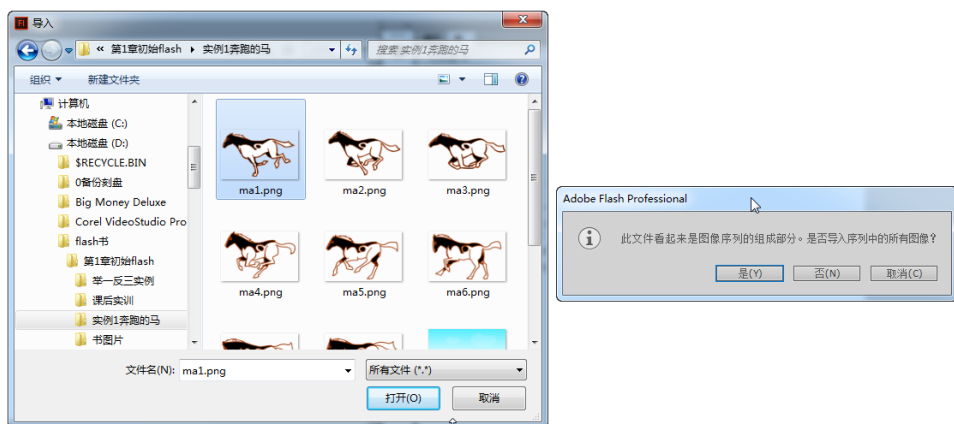 Fl 导入
« 第1章初始flash ▸ 实例1奔跑的马
搜索 实例1奔跑的马
组织 新建文件夹
计算机
本地磁盘 (C:)
本地磁盘 (D:)
$RECYCLE.BIN
0备份刻盘
Big Money Deluxe
Corel VideoStudio Pro
flash书
第1章初始flash
举一反三实例
课后实训
实例1奔跑的马
书图片
ma1.png ma2.png ma3.png
ma4.png ma5.png ma6.png
文件名(N): ma1.png 所有文件 (*.*)
打开(O) 取消
Adobe Flash Professional
此文件看起来是图像序列的组成部分。是否导入序列中的所有图像?
是(Y) 否(N) 取消(C)